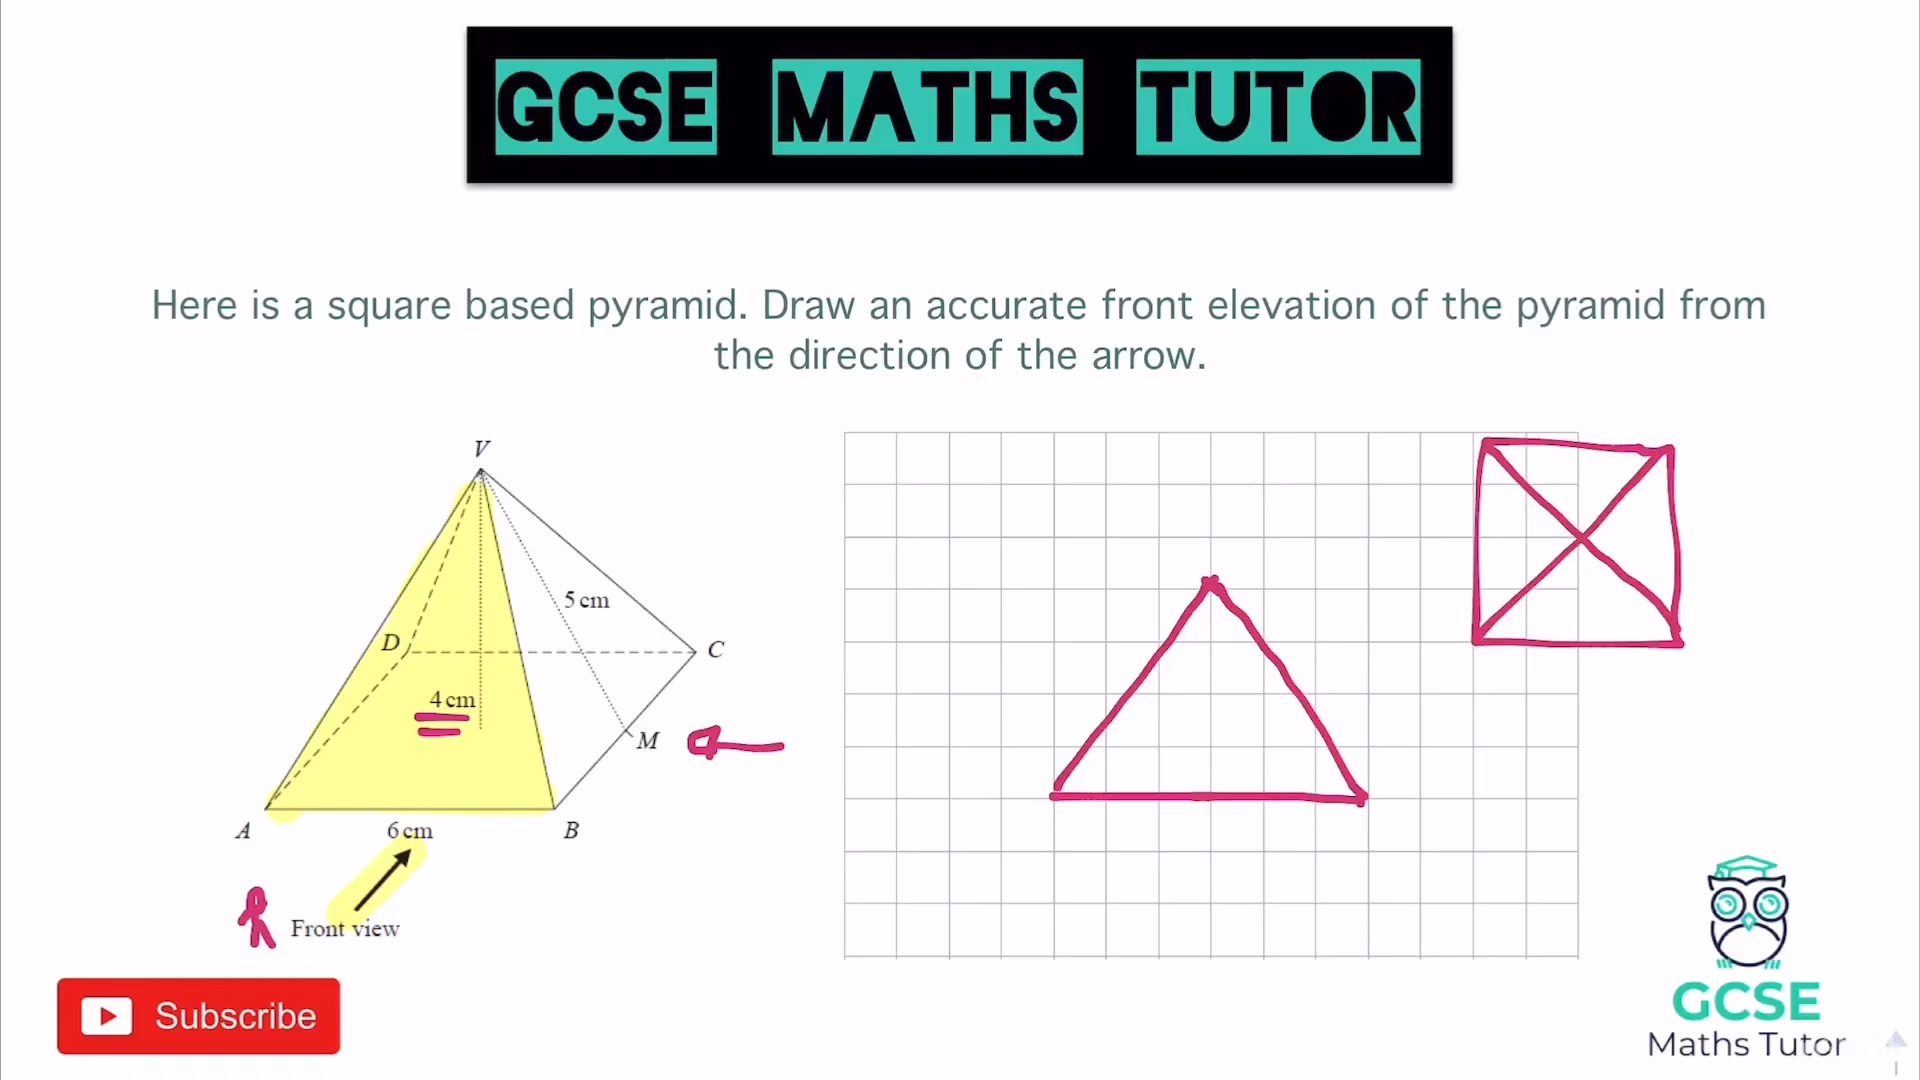 GCSE MATHS TUTOR
Here is a square based pyramid. Draw an accurate front elevation of the pyramid from
the direction of the arrow.
V
5 cm
D
C
4 cm
M
A
6 cm
B
Front view
Subscribe
GCSE
Maths Tutor